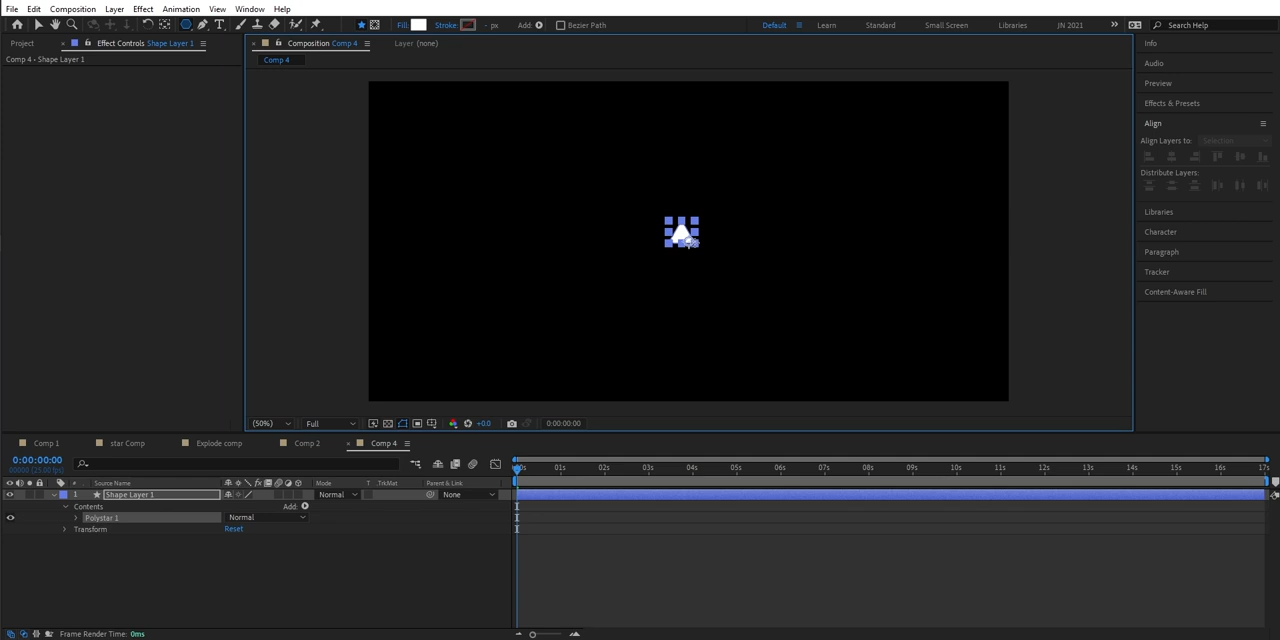 File Edit Composition Layer Effect Animation View Window Help
Fill: Stroke: - px Add: Bezier Path Default Learn Standard Small Screen Libraries JN 2021 Search Help
Project Effect Controls Shape Layer 1 Composition Comp 4 Layer (none)
Comp 4 • Shape Layer 1
Comp 4
Info
Audio
Preview
Effects & Presets
Align
Align Layers to: Selection
Distribute Layers:
Libraries
Character
Paragraph
Tracker
Content-Aware Fill
(50%) Full +0.0 0:00:00:00
Comp 1 star Comp Explode comp Comp 2 Comp 4
0:00:00:00
00000 (25.00 fps)
:00s 01s 02s 03s 04s 05s 06s 07s 08s 09s 10s 11s 12s 13s 14s 15s 16s 17s
# Source Name Mode T .TrkMat Parent & Link
1 Shape Layer 1 Normal None
Contents Add:
Polystar 1 Normal
Transform Reset
Frame Render Time: 0ms